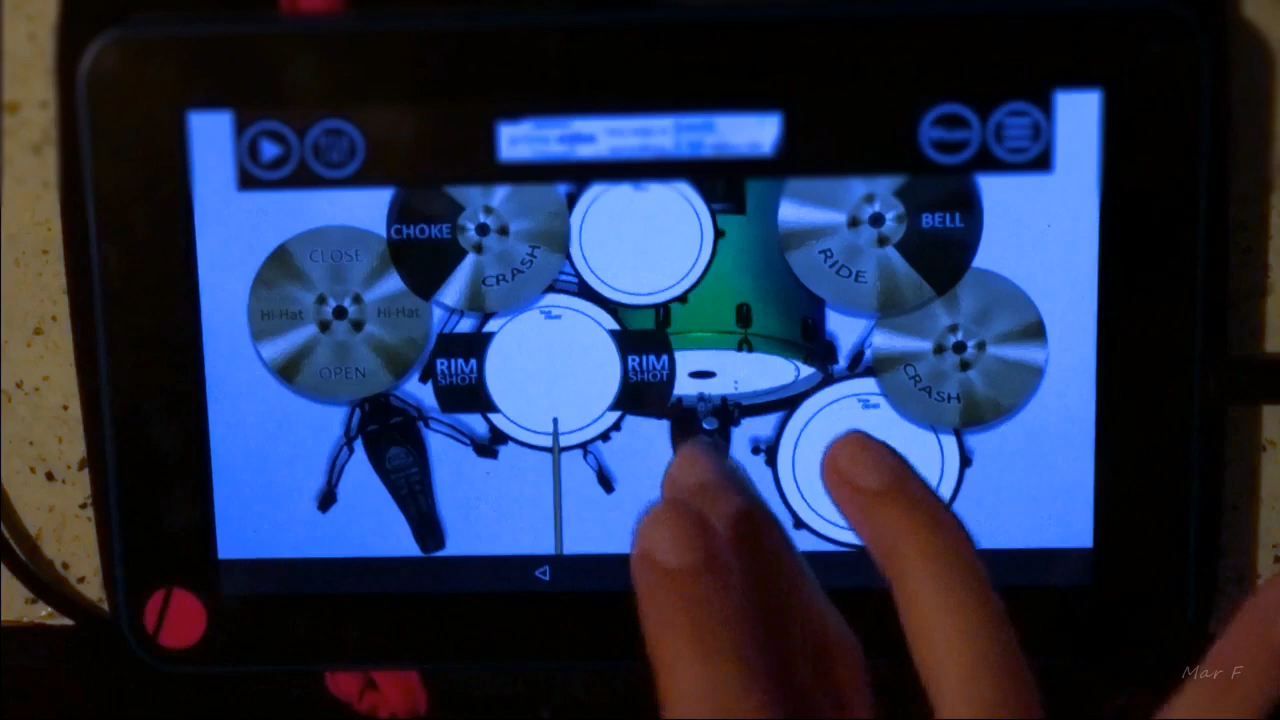 CHOKE
CRASH
BELL
RIDE
CLOSE
Hi-Hat
Hi-Hat
OPEN
RIM
SHOT
RIM
SHOT
CRASH
Mar F